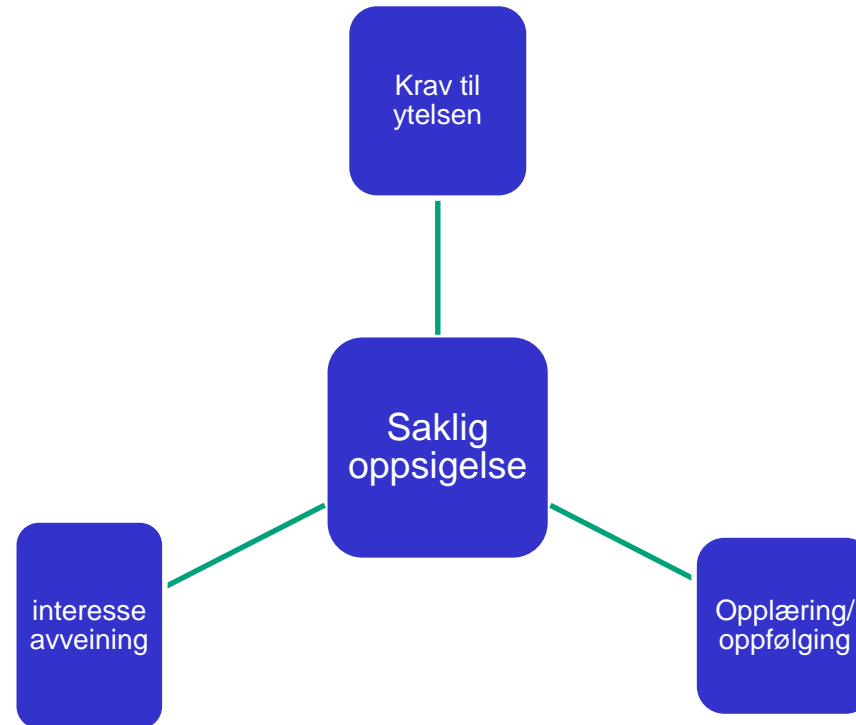 Krav til
ytelsen
Saklig
oppsigelse
interesse
avveining
Opplæring/
oppfølging